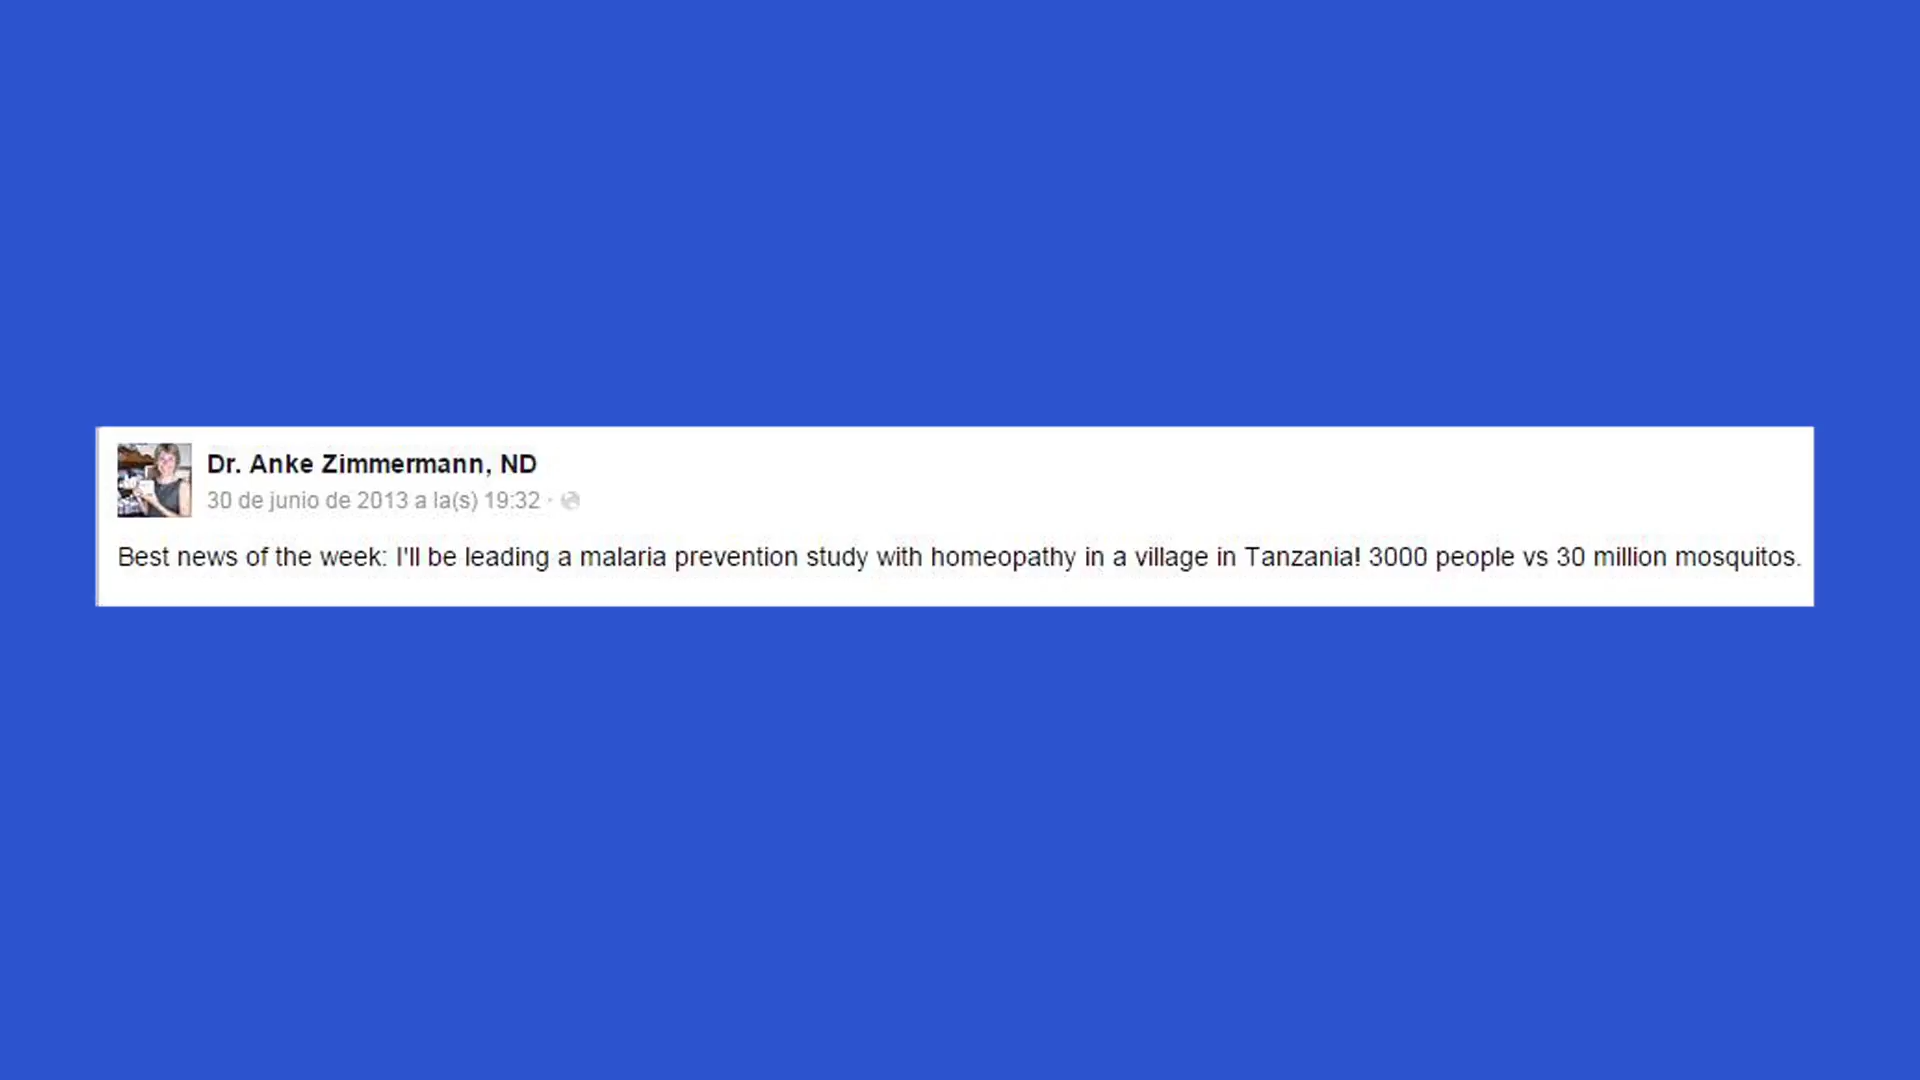 Dr. Anke Zimmermann, ND
30 de junio de 2013 a la(s) 19:32 ·
Best news of the week: I'll be leading a malaria prevention study with homeopathy in a village in Tanzania! 3000 people vs 30 million mosquitos.